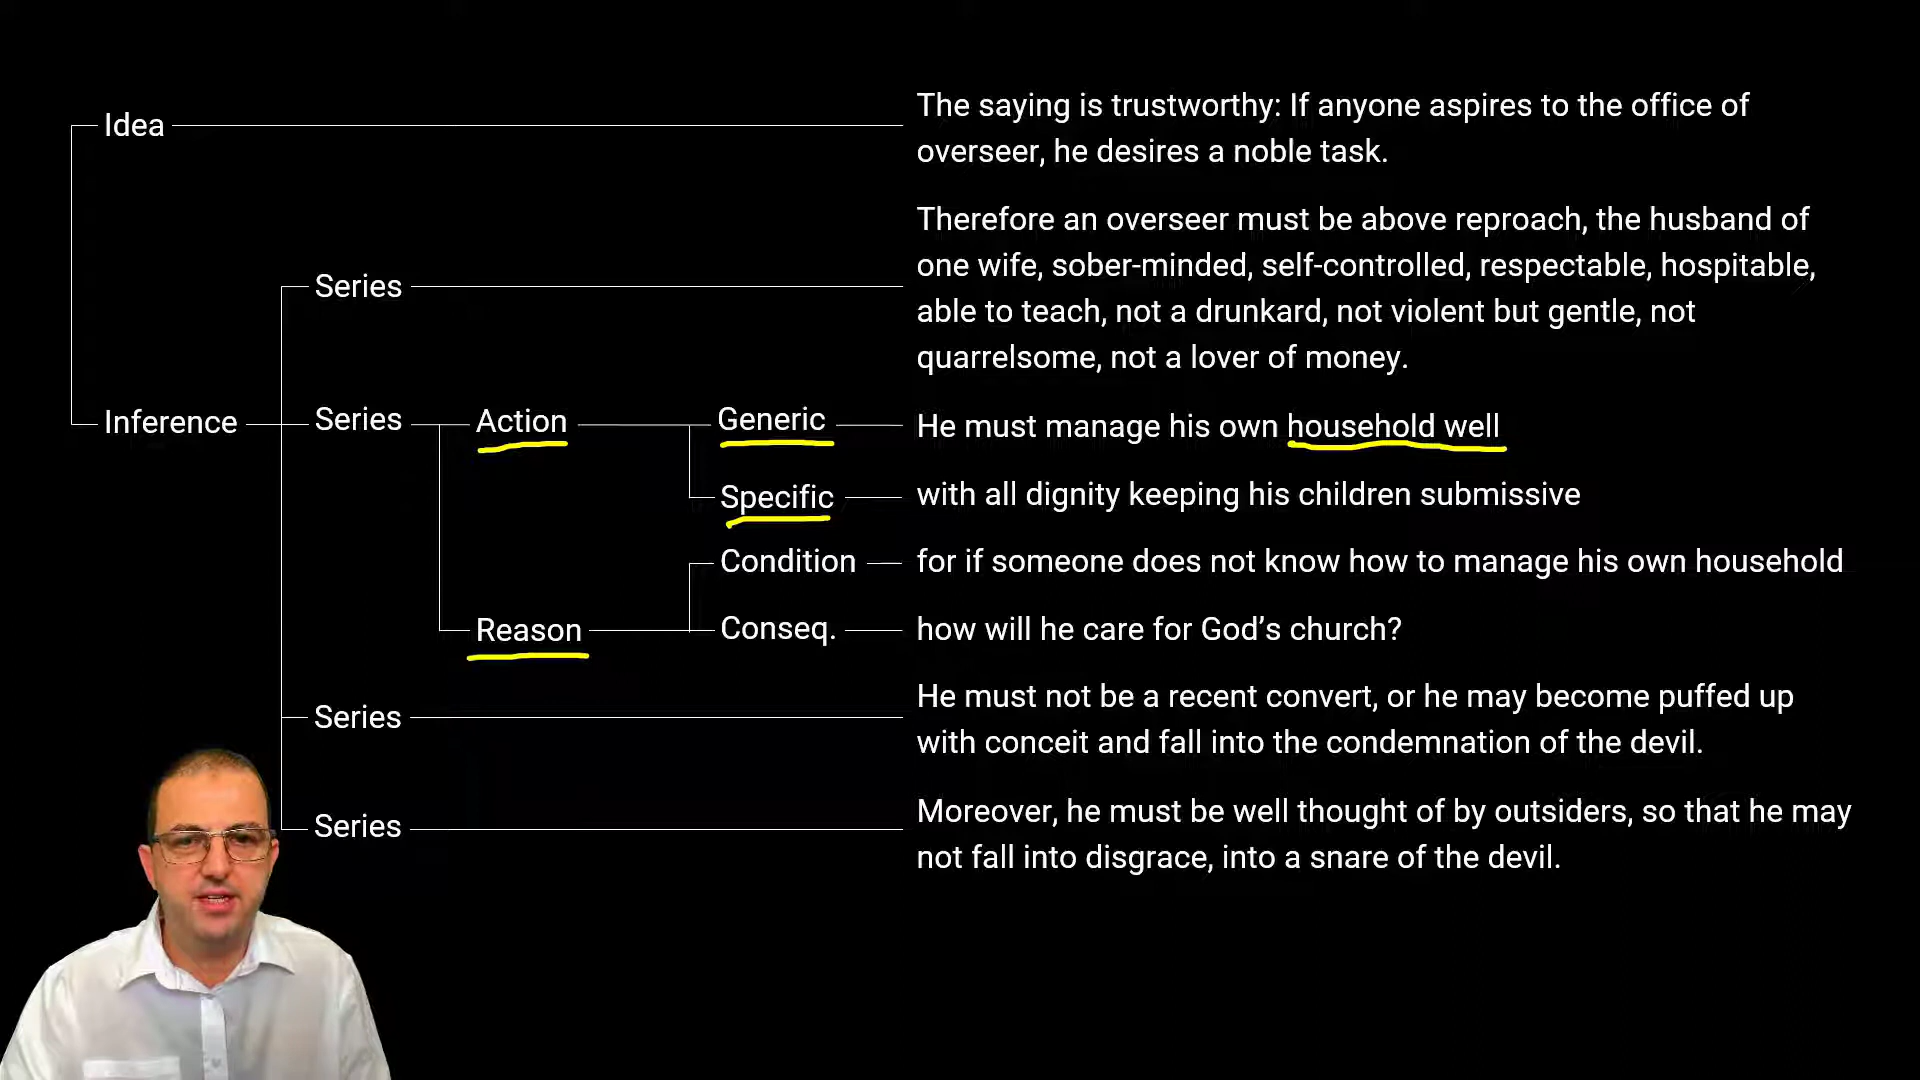 Idea
The saying is trustworthy: If anyone aspires to the office of
overseer, he desires a noble task.
Therefore an overseer must be above reproach, the husband of
one wife, sober-minded, self-controlled, respectable, hospitable,
able to teach, not a drunkard, not violent but gentle, not
quarrelsome, not a lover of money.
Series
Inference Series Action Generic He must manage his own household well
Specific with all dignity keeping his children submissive
Condition for if someone does not know how to manage his own household
Reason Conseq. how will he care for God’s church?
Series
He must not be a recent convert, or he may become puffed up
with conceit and fall into the condemnation of the devil.
Series
Moreover, he must be well thought of by outsiders, so that he may
not fall into disgrace, into a snare of the devil.